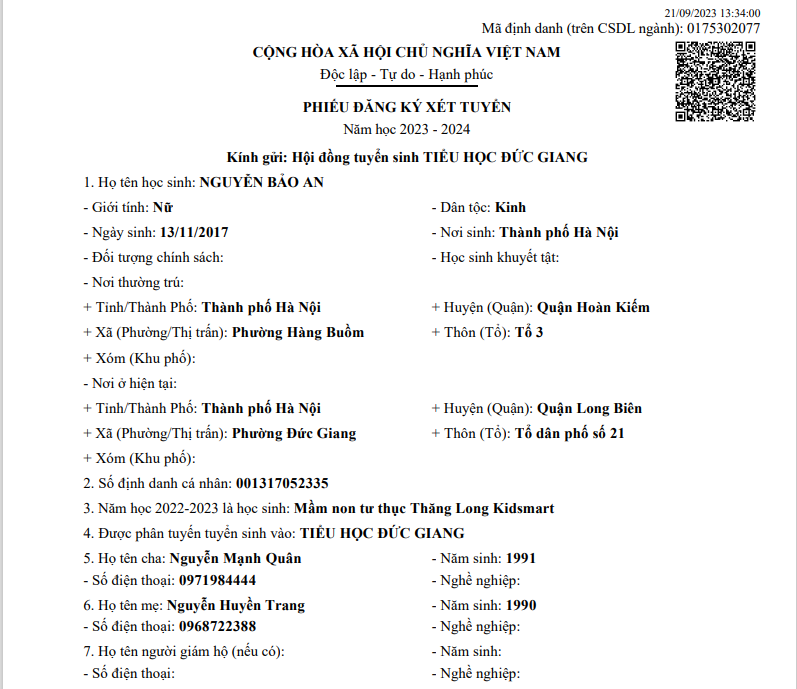 21/09/2023 13:34:00
Mã định danh (trên CSDL ngành): 0175302077
CỘNG HÒA XÃ HỘI CHỦ NGHĨA VIỆT NAM
Độc lập - Tự do - Hạnh phúc
PHIẾU ĐĂNG KÝ XÉT TUYỂN
Năm học 2023 - 2024
Kính gửi: Hội đồng tuyển sinh TIỂU HỌC ĐỨC GIANG
1. Họ tên học sinh: NGUYỄN BẢO AN
- Giới tính: Nữ - Dân tộc: Kinh
- Ngày sinh: 13/11/2017 - Nơi sinh: Thành phố Hà Nội
- Đối tượng chính sách: - Học sinh khuyết tật:
- Nơi thường trú:
+ Tỉnh/Thành Phố: Thành phố Hà Nội + Huyện (Quận): Quận Hoàn Kiếm
+ Xã (Phường/Thị trấn): Phường Hàng Buồm + Thôn (Tổ): Tổ 3
+ Xóm (Khu phố):
- Nơi ở hiện tại:
+ Tỉnh/Thành Phố: Thành phố Hà Nội + Huyện (Quận): Quận Long Biên
+ Xã (Phường/Thị trấn): Phường Đức Giang + Thôn (Tổ): Tổ dân phố số 21
+ Xóm (Khu phố):
2. Số định danh cá nhân: 001317052335
3. Năm học 2022-2023 là học sinh: Mầm non tư thục Thăng Long Kidsmart
4. Được phân tuyến tuyển sinh vào: TIỂU HỌC ĐỨC GIANG
5. Họ tên cha: Nguyễn Mạnh Quân - Năm sinh: 1991
- Số điện thoại: 0971984444 - Nghề nghiệp:
6. Họ tên mẹ: Nguyễn Huyền Trang - Năm sinh: 1990
- Số điện thoại: 0968722388 - Nghề nghiệp:
7. Họ tên người giám hộ (nếu có): - Năm sinh:
- Số điện thoại: - Nghề nghiệp: